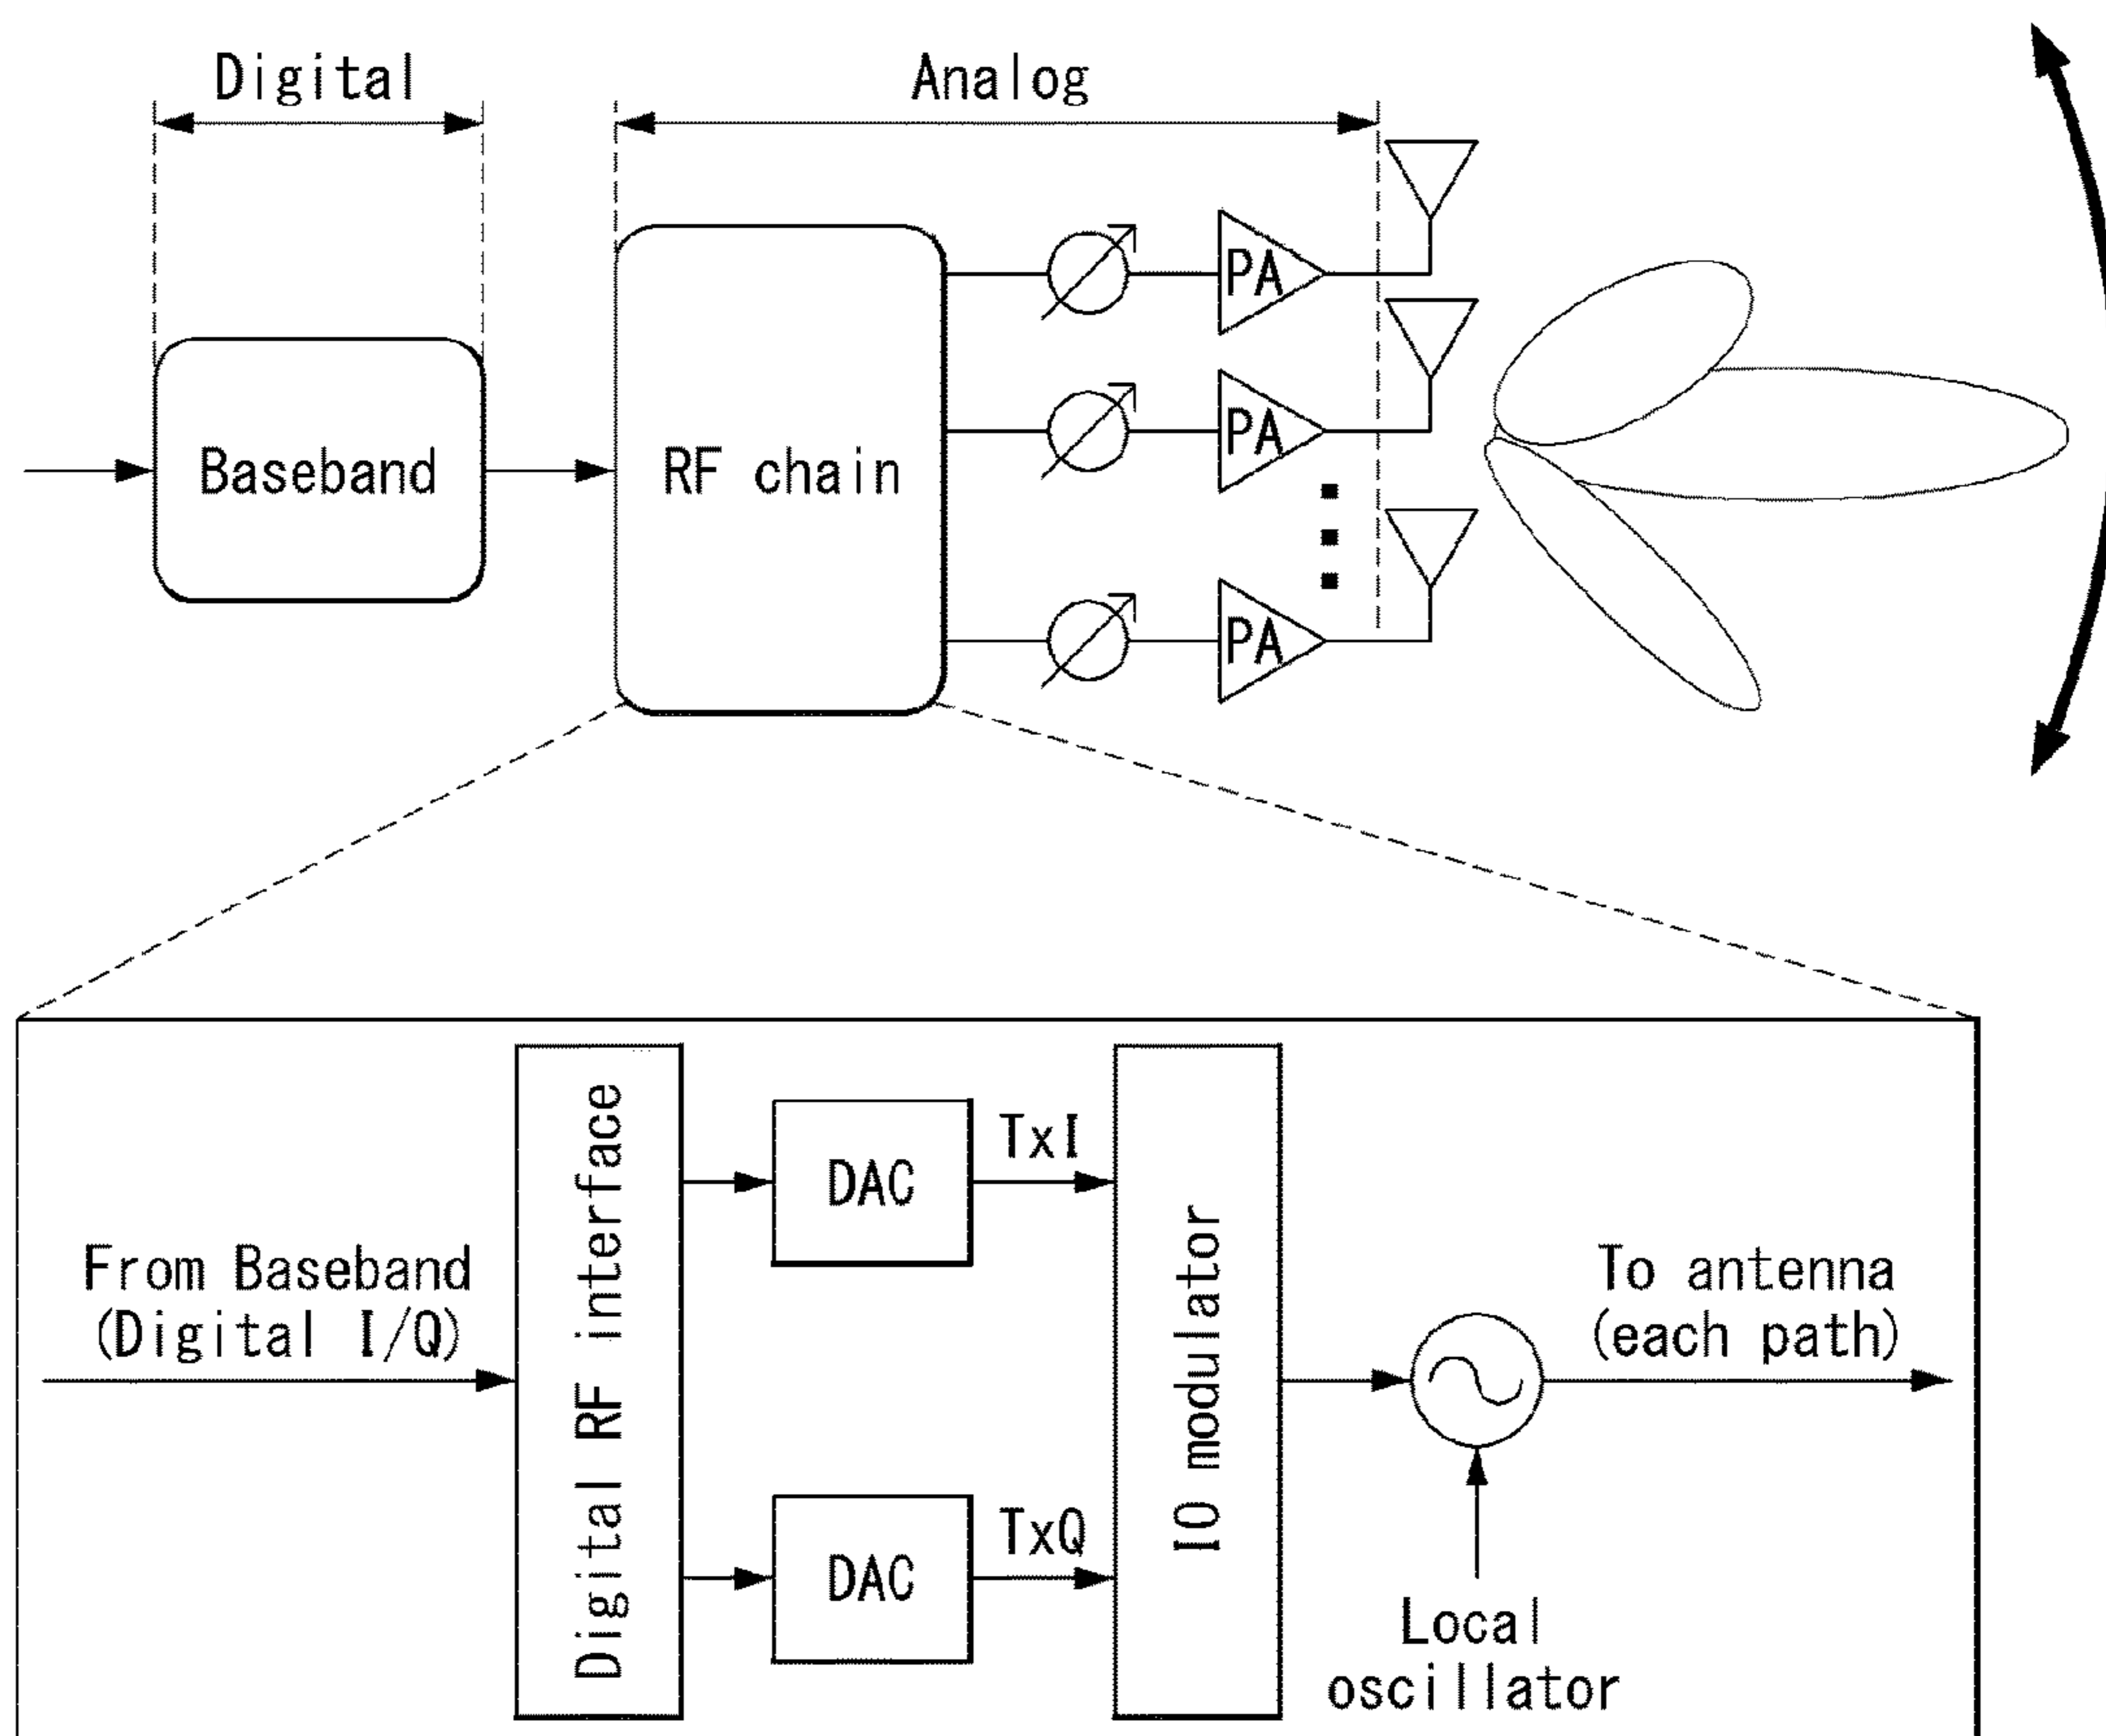 Digital
Analog
Baseband
RF chain
PA
PA
PA
Digital RF interface
DAC
TxI
From Baseband
(Digital I/Q)
IO modulator
To antenna
(each path)
DAC
TxQ
Local
oscillator